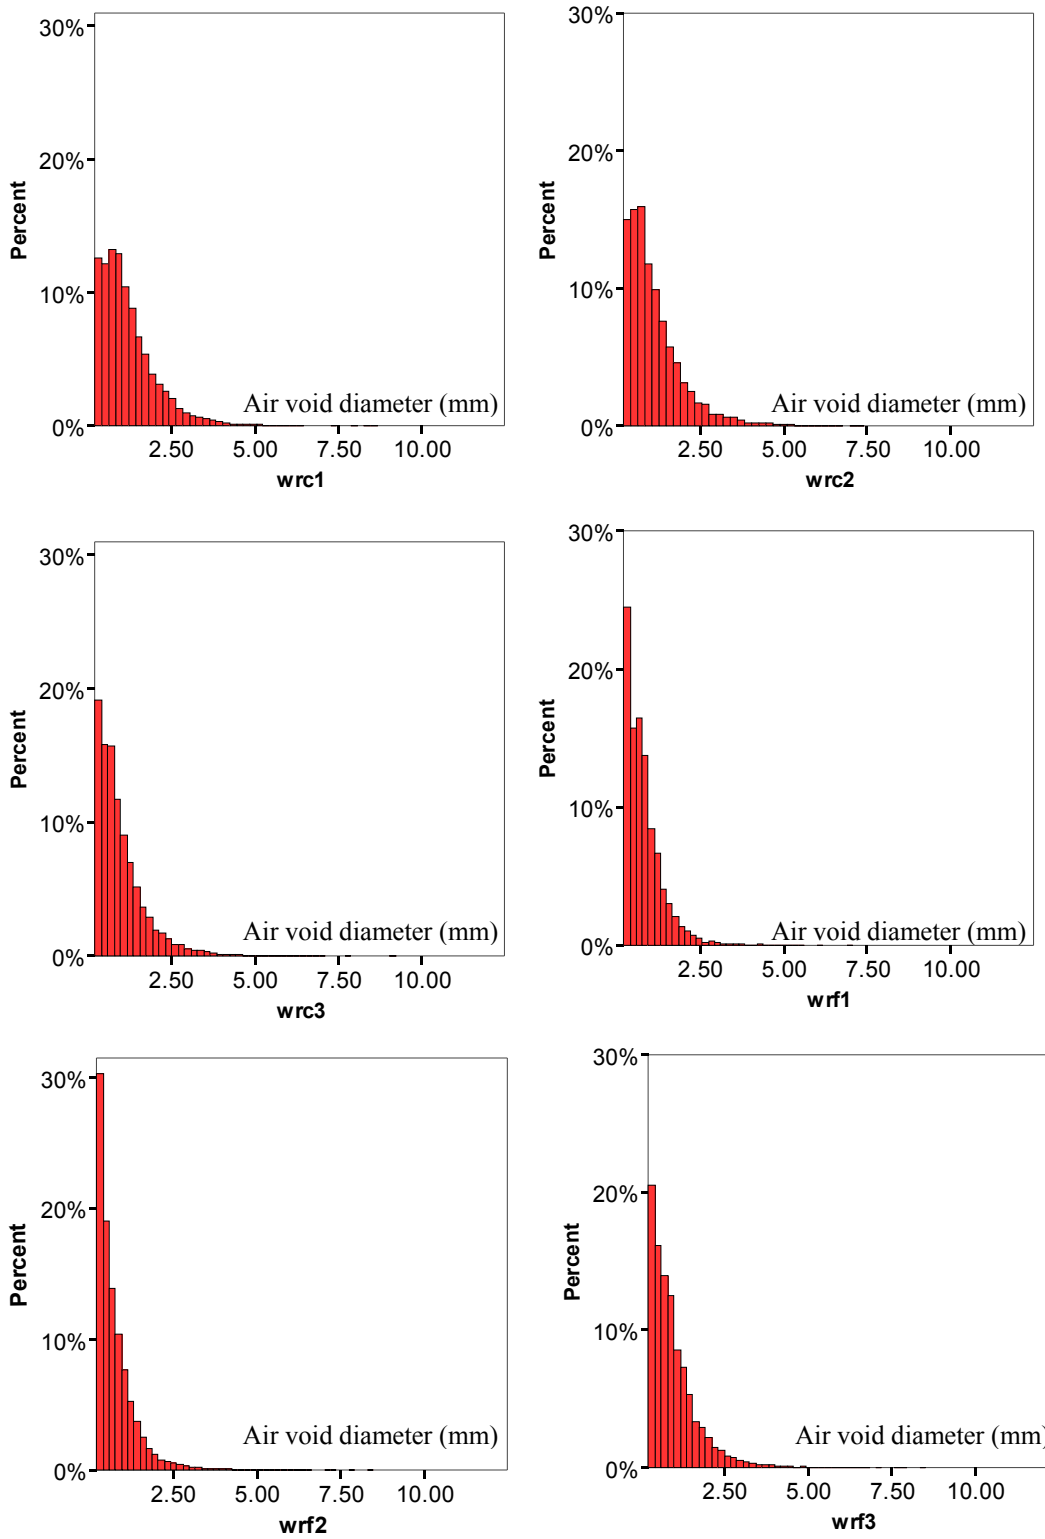 30%
20%
10%
0%
Percent
Air void diameter (mm)
2.50 5.00 7.50 10.00
wrc1
30%
20%
10%
0%
Percent
Air void diameter (mm)
2.50 5.00 7.50 10.00
wrc2
30%
20%
10%
0%
Percent
Air void diameter (mm)
2.50 5.00 7.50 10.00
wrc3
30%
20%
10%
0%
Percent
Air void diameter (mm)
2.50 5.00 7.50 10.00
wrf1
30%
20%
10%
0%
Percent
Air void diameter (mm)
2.50 5.00 7.50 10.00
wrf2
30%
20%
10%
0%
Percent
Air void diameter (mm)
2.50 5.00 7.50 10.00
wrf3